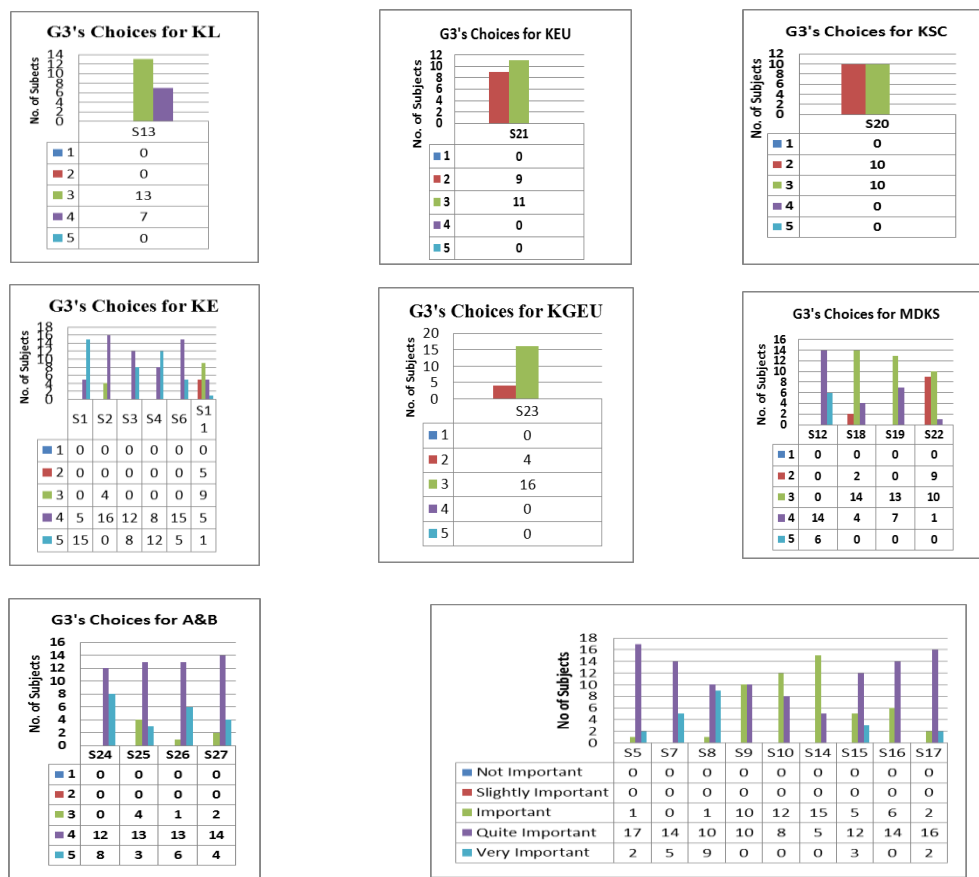 G3's Choices for KL
No. of Subjects
14
12
10
8
6
4
2
0
S13
1 0
2 0
3 13
4 7
5 0
G3's Choices for KEU
No. of Subjects
12
10
8
6
4
2
0
S21
1 0
2 9
3 11
4 0
5 0
G3's Choices for KSC
No. of Subjects
10
8
6
4
2
0
S20
1 0
2 10
3 10
4 0
5 0
G3's Choices for KE
No. of Subjects
18
16
14
12
10
8
6
4
2
0
S1 S2 S3 S4 S6 S1
1
1 0 0 0 0 0 0
2 0 0 0 0 0 5
3 0 4 0 0 0 9
4 5 16 12 8 15 5
5 15 0 8 12 5 1
G3's Choices for KGEU
No. of Subjects
20
15
10
5
0
S23
1 0
2 4
3 16
4 0
5 0
G3's Choices for MDKS
No. of Subjects
14
12
10
8
6
4
2
0
S12 S18 S19 S22
1 0 0 0 0
2 0 2 0 9
3 0 14 13 10
4 14 4 7 1
5 6 0 0 0
G3's Choices for A&B
No. of Subjects
16
14
12
10
8
6
4
2
0
S24 S25 S26 S27
1 0 0 0 0
2 0 0 0 0
3 0 4 1 2
4 12 13 13 14
5 8 3 6 4
No of Subjects
18
16
14
12
10
8
6
4
2
0
S5 S7 S8 S9 S10 S14 S15 S16 S17
Not Important 0 0 0 0 0 0 0 0 0
Slightly Important 0 0 0 0 0 0 0 0 0
Important 1 0 1 10 12 15 5 6 2
Quite Important 17 14 10 10 8 5 12 14 16
Very Important 2 5 9 0 0 0 3 0 2